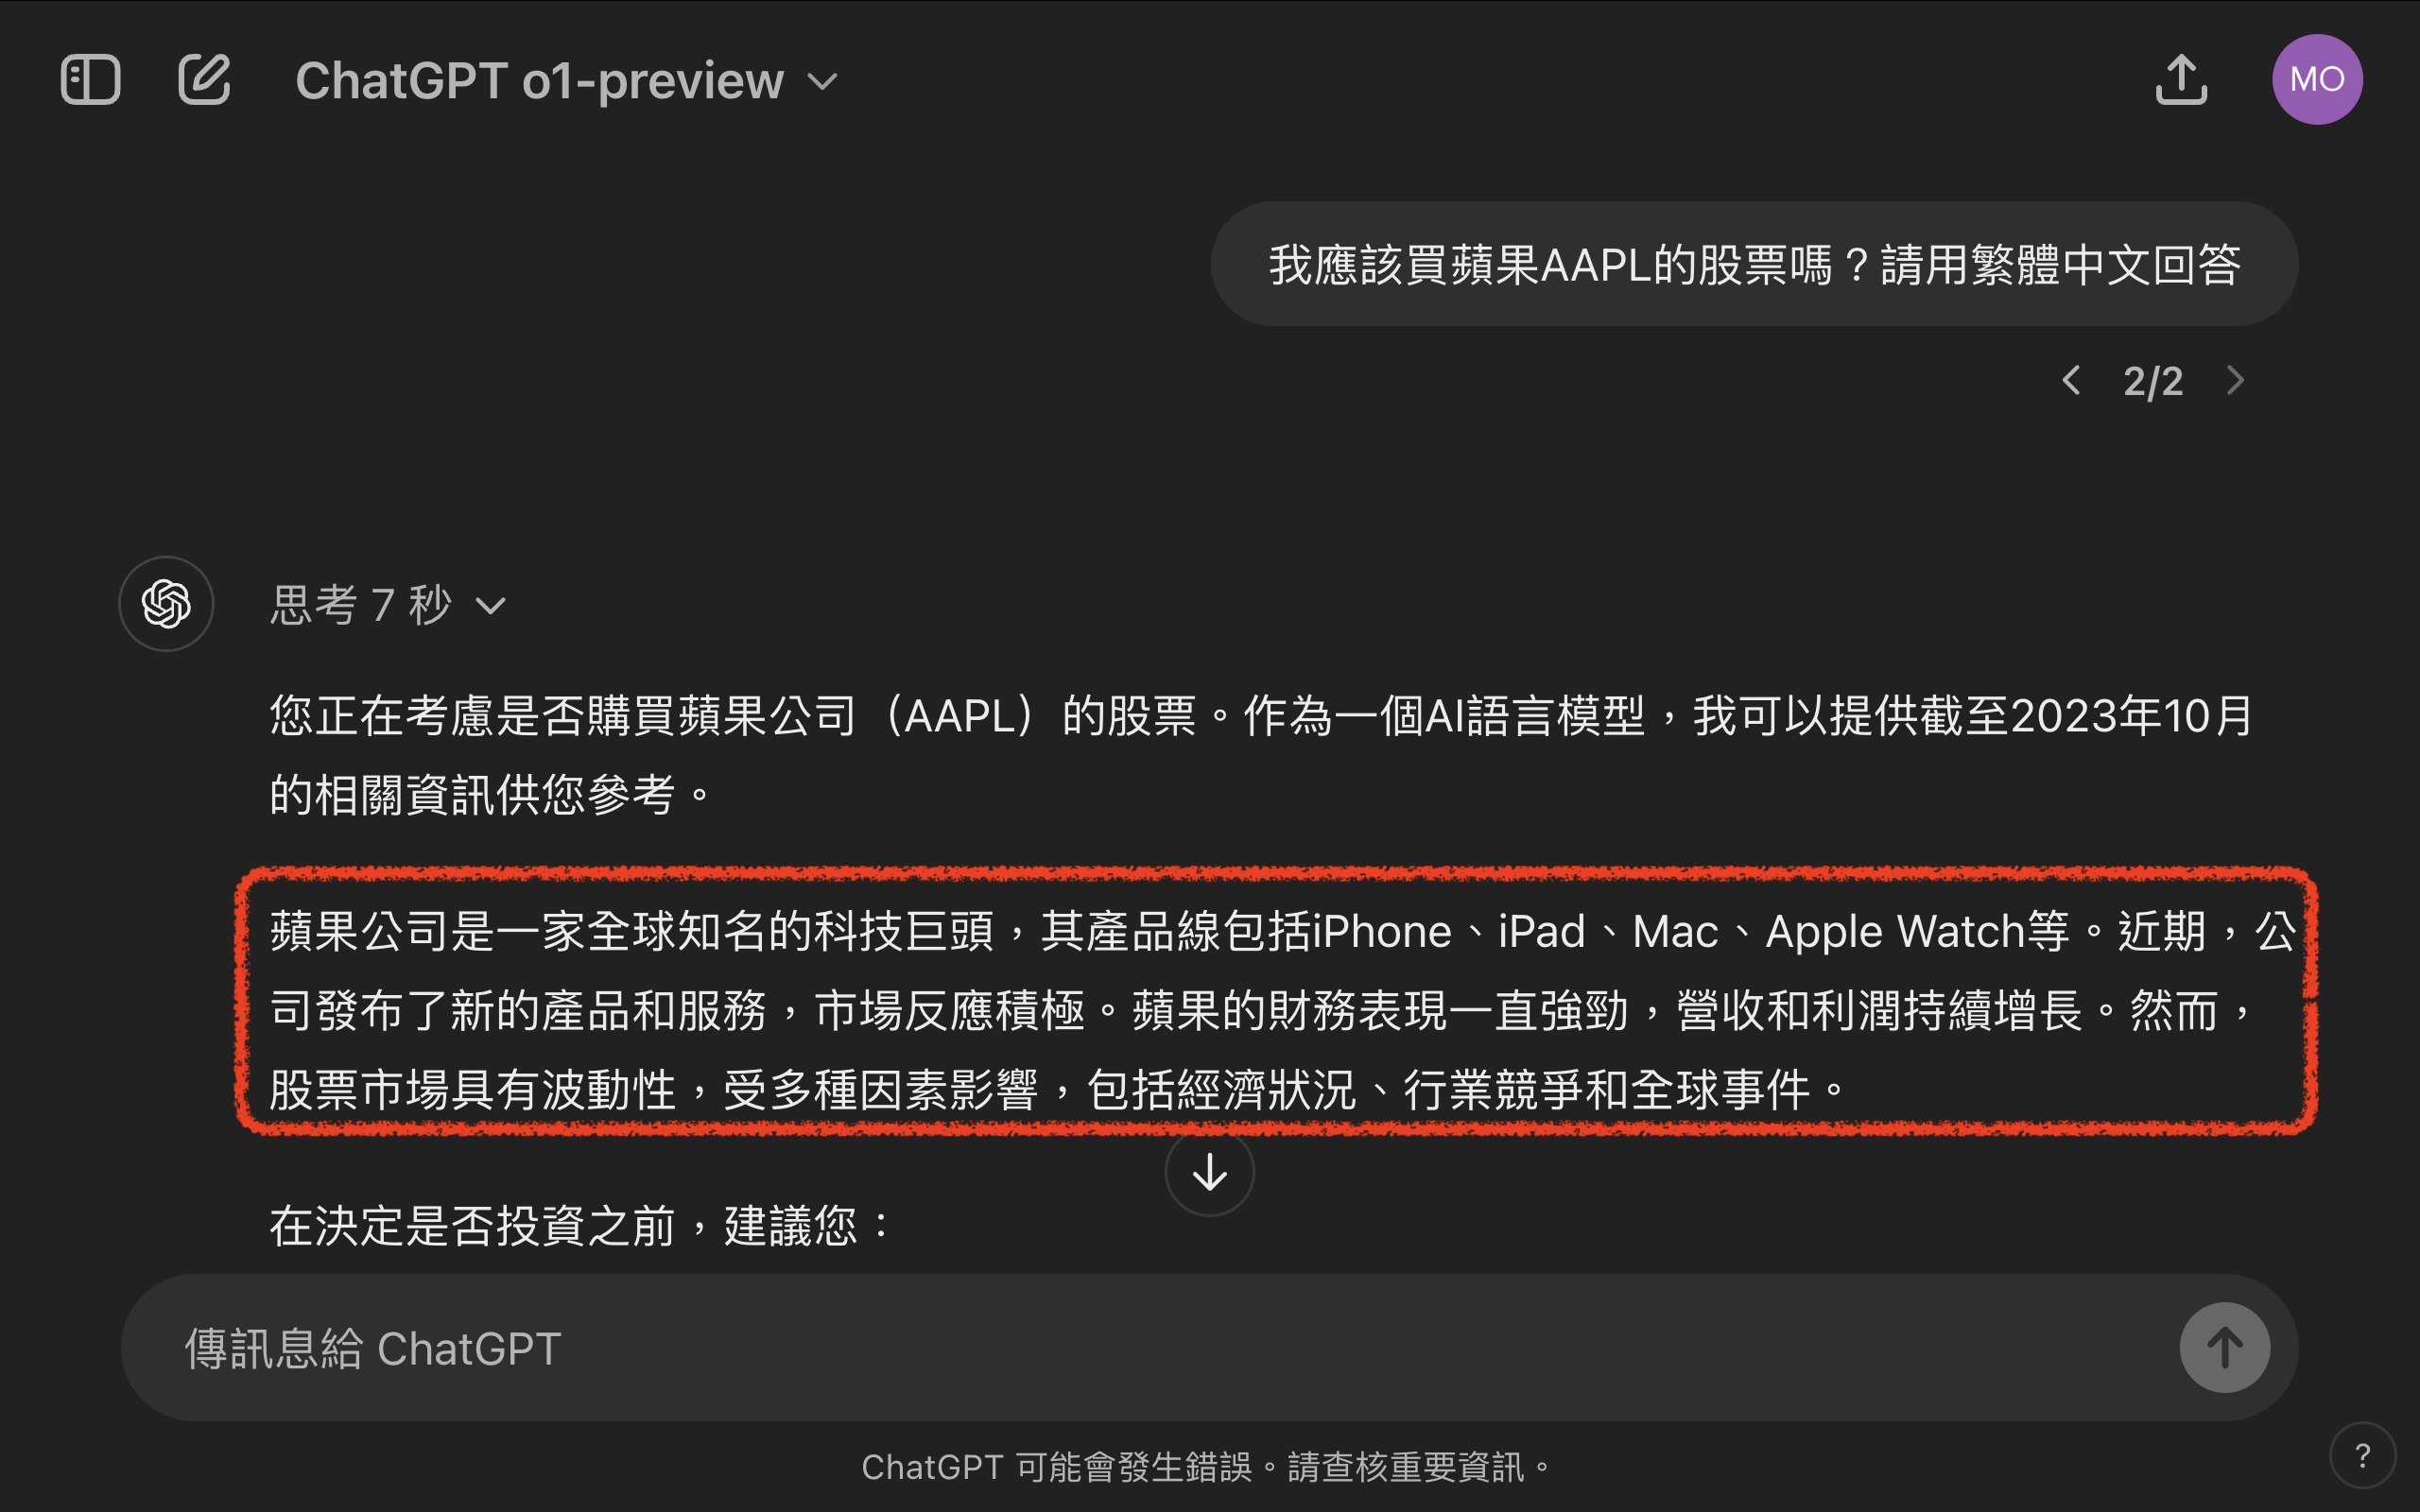 ChatGPT o1-preview
MO
我應該買蘋果AAPL的股票嗎？請用繁體中文回答
2/2
思考 7 秒
您正在考慮是否購買蘋果公司（AAPL）的股票。作為一個AI語言模型，我可以提供截至2023年10月
的相關資訊供您參考。
蘋果公司是一家全球知名的科技巨頭，其產品線包括iPhone、iPad、Mac、Apple Watch等。近期，公
司發布了新的產品和服務，市場反應積極。蘋果的財務表現一直強勁，營收和利潤持續增長。然而，
股票市場具有波動性，受多種因素影響，包括經濟狀況、行業競爭和全球事件。
在決定是否投資之前，建議您：
傳訊息給 ChatGPT
ChatGPT 可能會發生錯誤。請查核重要資訊。
?